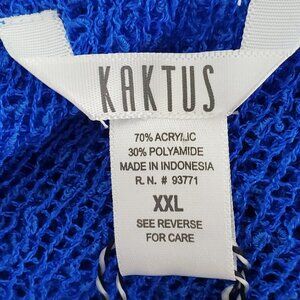 KAKTUS
70% ACRYLIC
30% POLYAMIDE
MADE IN INDONESIA
R. N. # 93771
XXL
SEE REVERSE
FOR CARE